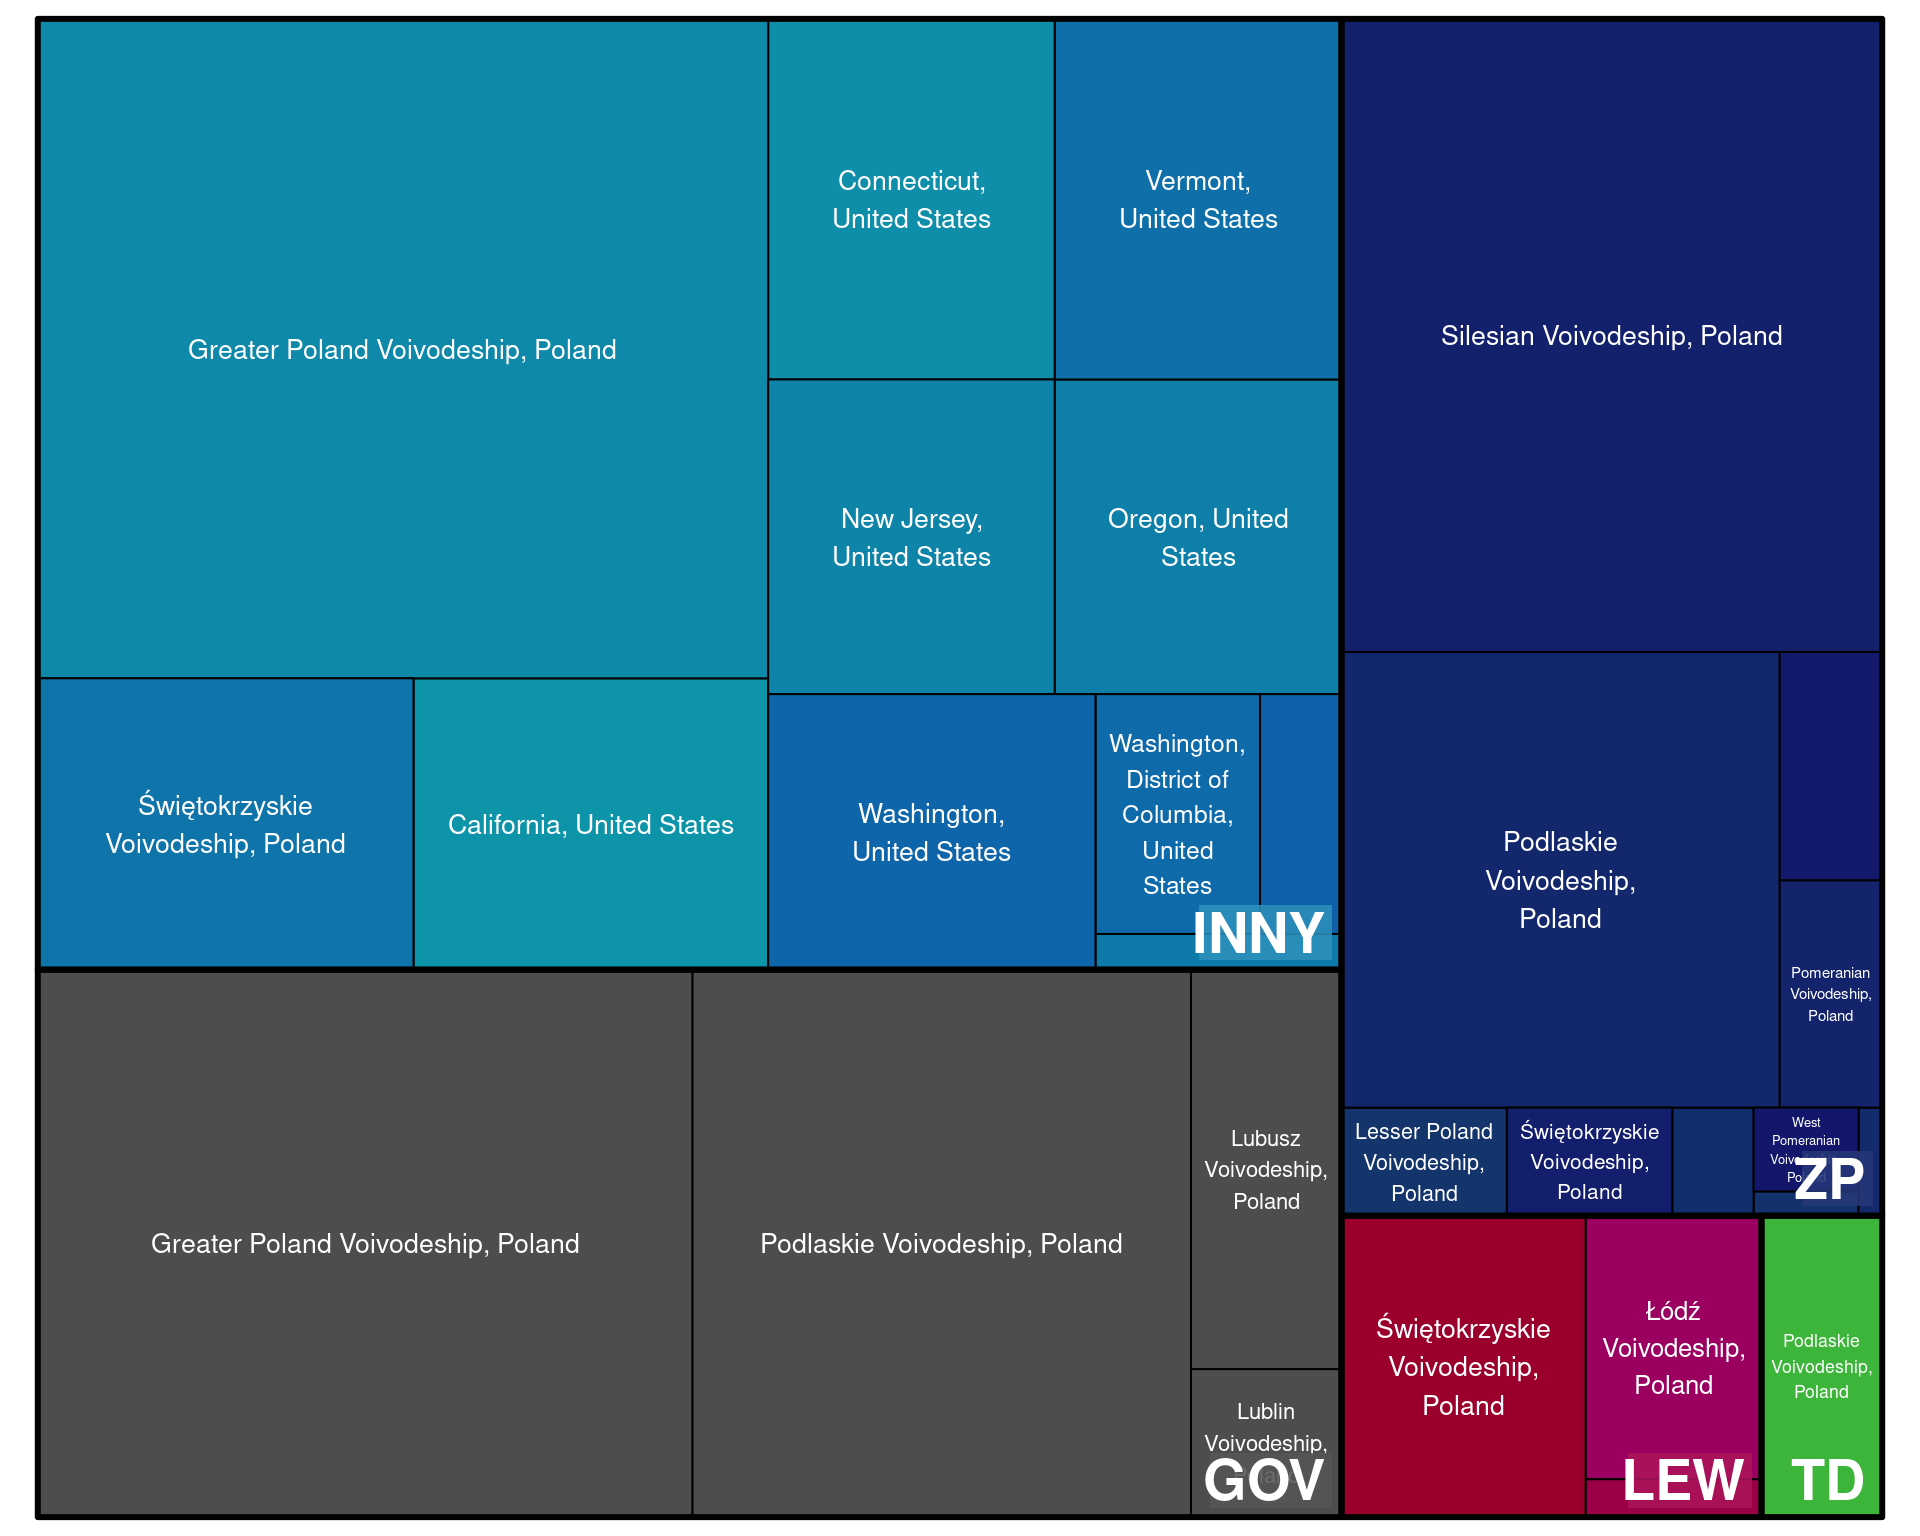 Greater Poland Voivodeship, Poland
Connecticut,
United States
Vermont,
United States
New Jersey,
United States
Oregon, United
States
Świętokrzyskie
Voivodeship, Poland
California, United States
Washington,
United States
Washington,
District of
Columbia,
United
States
INNY
Silesian Voivodeship, Poland
Podlaskie
Voivodeship,
Poland
Pomeranian
Voivodeship,
Poland
Lesser Poland
Voivodeship,
Poland
Świętokrzyskie
Voivodeship,
Poland
West
Pomeranian
ZP
Greater Poland Voivodeship, Poland
Podlaskie Voivodeship, Poland
Lubusz
Voivodeship,
Poland
Lublin
Voivodeship,
GOV
Świętokrzyskie
Voivodeship,
Poland
Łódź
Voivodeship,
Poland
LEW
Podlaskie
Voivodeship,
Poland
TD